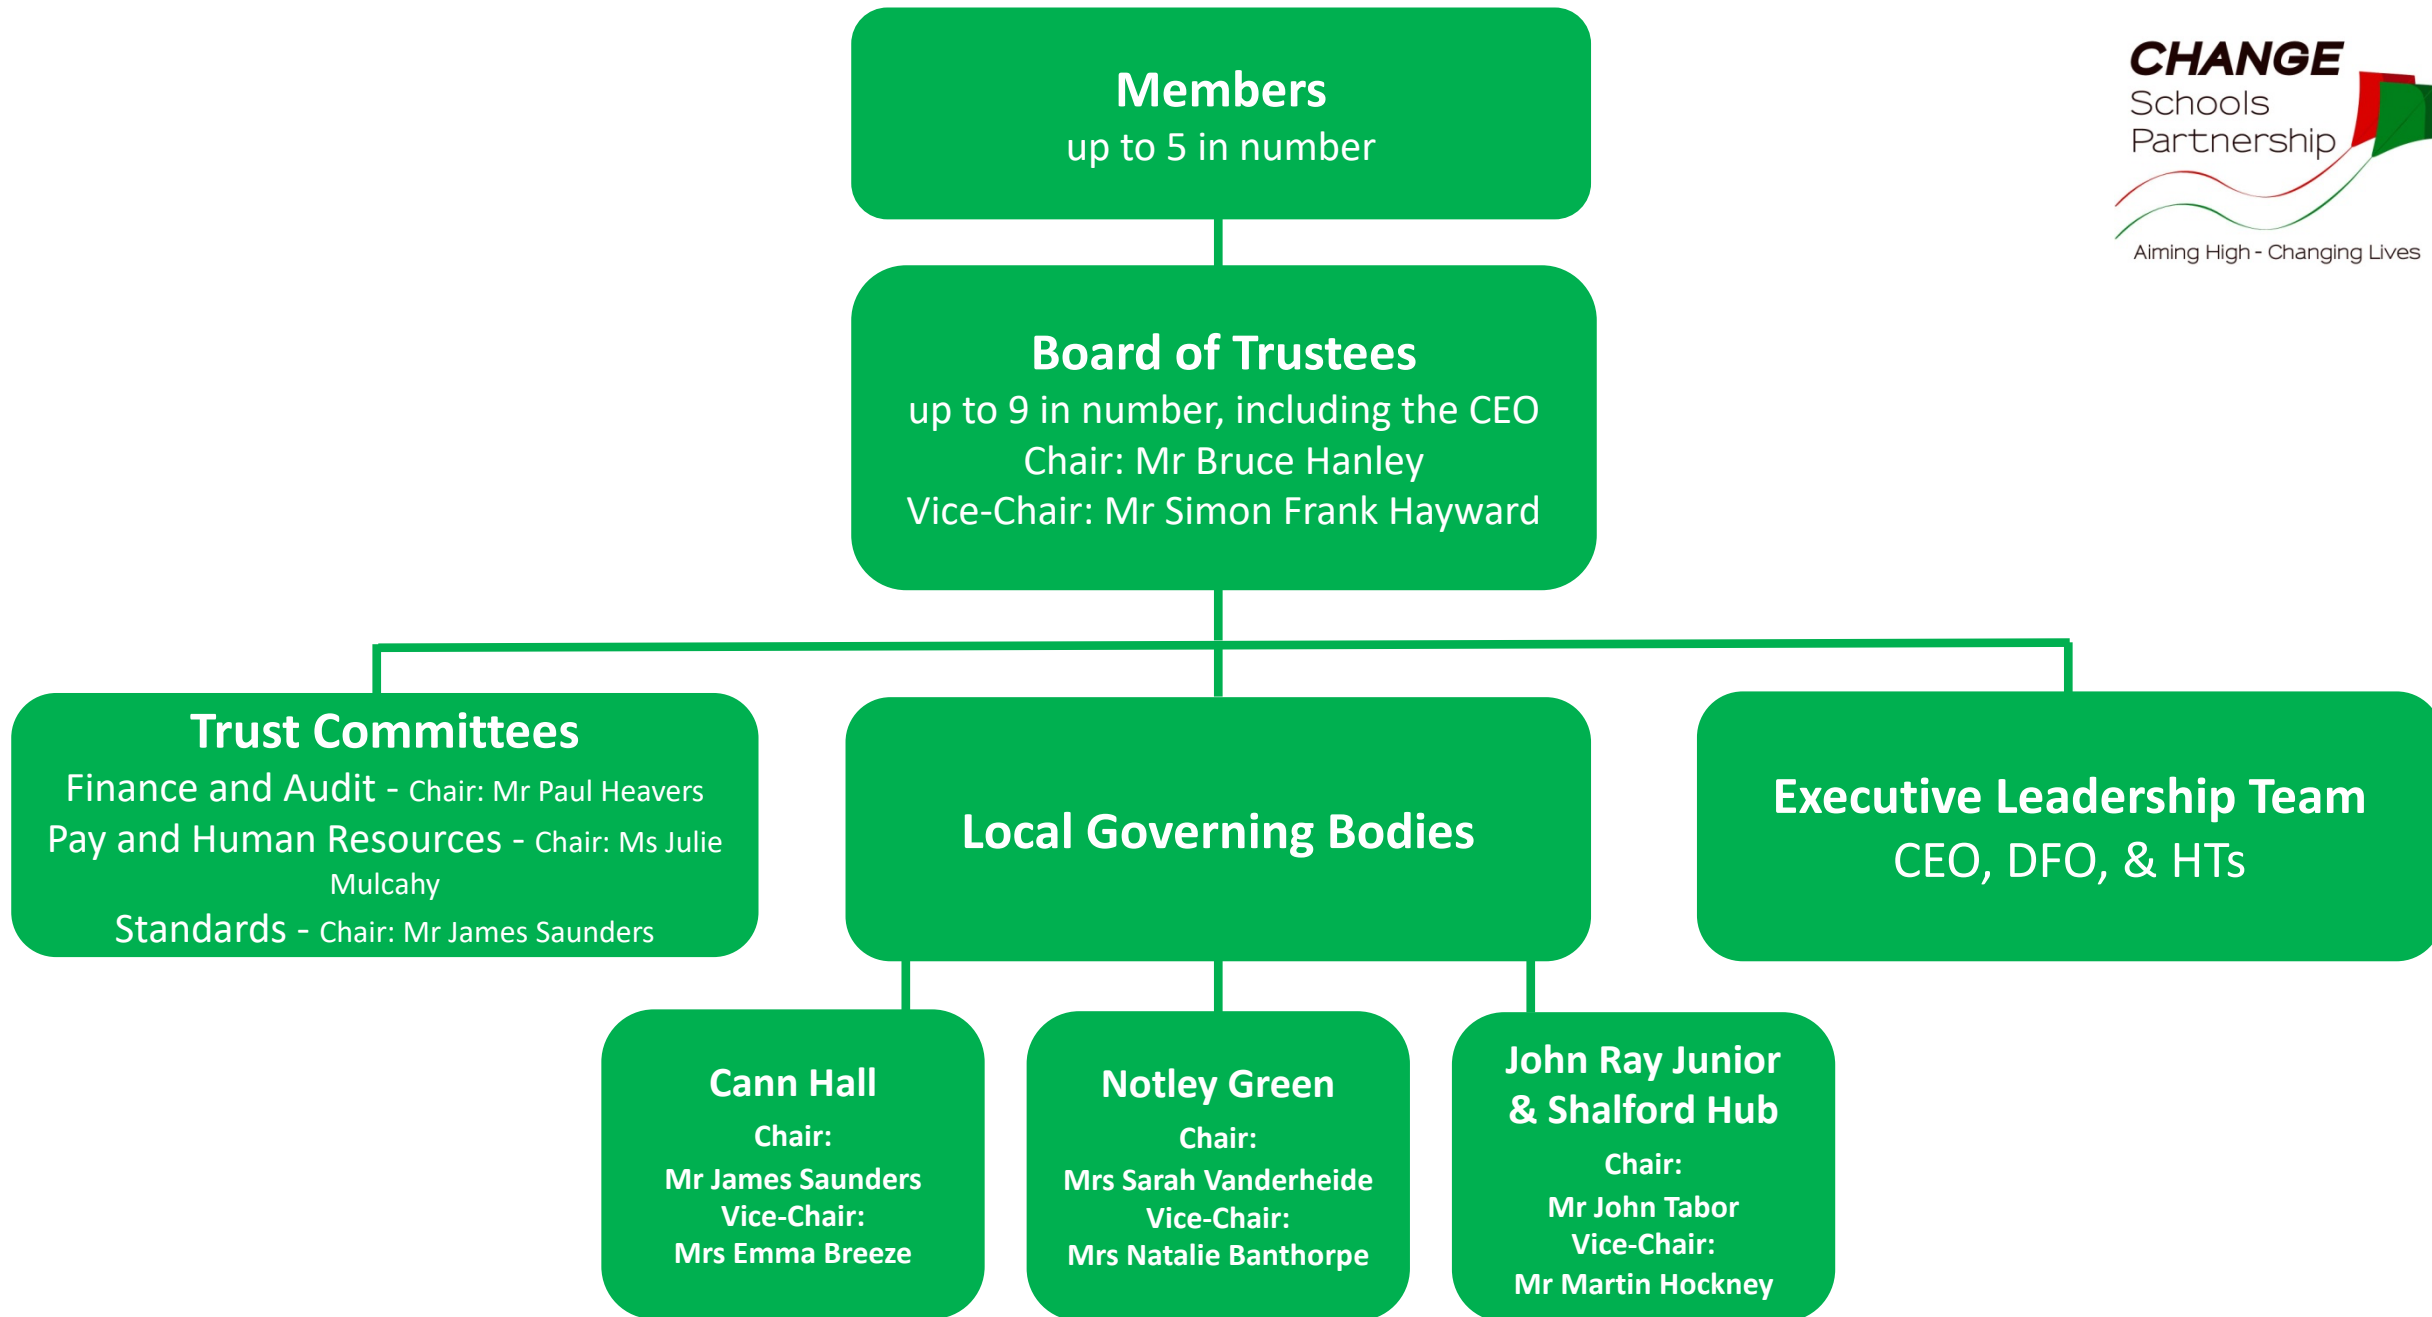 Members
up to 5 in number
CHANGE
Schools
Partnership
Aiming High - Changing Lives
Board of Trustees
up to 9 in number, including the CEO
Chair: Mr Bruce Hanley
Vice-Chair: Mr Simon Frank Hayward
Trust Committees
Finance and Audit - Chair: Mr Paul Heavers
Pay and Human Resources - Chair: Ms Julie
Mulcahy
Standards - Chair: Mr James Saunders
Local Governing Bodies
Executive Leadership Team
CEO, DFO, & HTs
Cann Hall
Chair:
Mr James Saunders
Vice-Chair:
Mrs Emma Breeze
Notley Green
Chair:
Mrs Sarah Vanderheide
Vice-Chair:
Mrs Natalie Banthorpe
John Ray Junior
& Shalford Hub
Chair:
Mr John Tabor
Vice-Chair:
Mr Martin Hockney